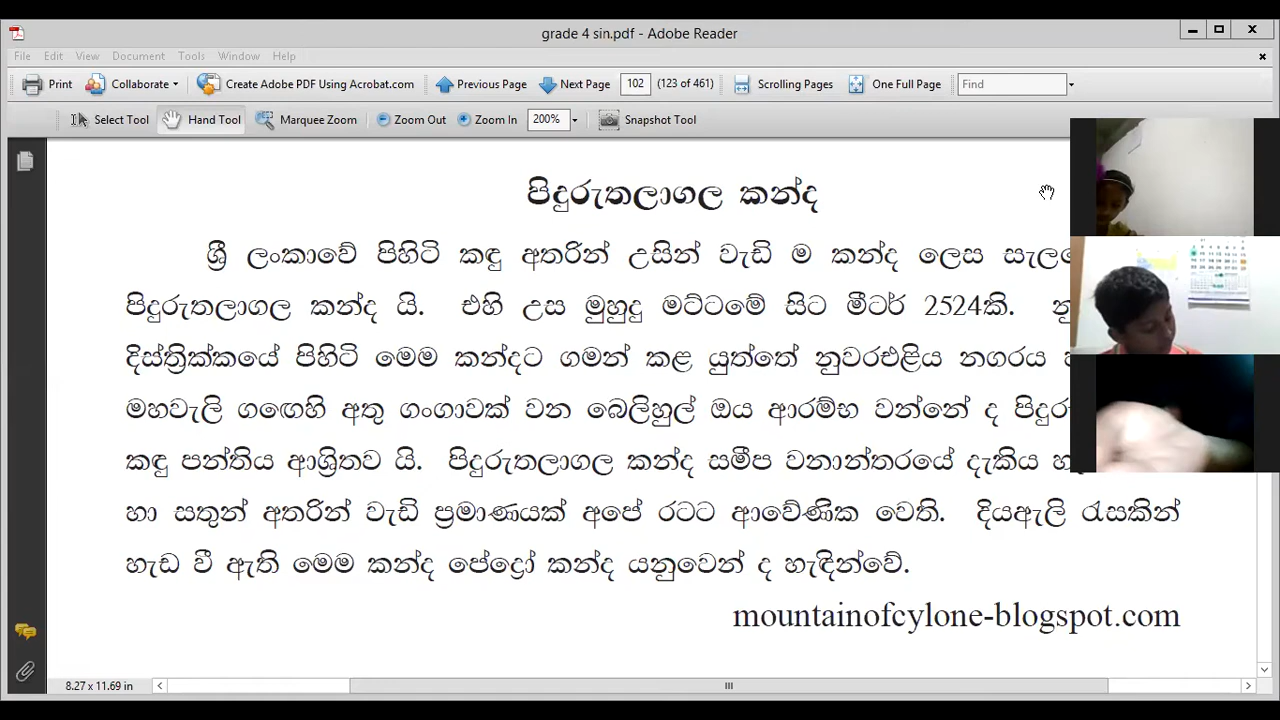 grade 4 sin.pdf - Adobe Reader
File Edit View Document Tools Window Help
Print Collaborate Create Adobe PDF Using Acrobat.com Previous Page Next Page 102 (123 of 461) Scrolling Pages One Full Page Find
Select Tool Hand Tool Marquee Zoom Zoom Out Zoom In 200% Snapshot Tool
පිදුරුතලාගල කන්ද
ශ්‍රී ලංකාවේ පිහිටි කඳු අතරින් උසින් වැඩි ම කන්ද ලෙස
පිදුරුතලාගල කන්ද යි. එහි උස මුහුදු මට්ටමේ සිට මීටර් 2524කි.
දිස්ත්‍රික්කයේ පිහිටි මෙම කන්දට ගමන් කළ යුත්තේ නුවරඑළිය නගරය
මහවැලි ගඟෙහි අතු ගංගාවක් වන බෙලිහුල් ඔය ආරම්භ වන්නේ ද
කඳු පන්තිය ආශ්‍රිතව යි. පිදුරුතලාගල කන්ද සමීප වනාන්තරයේ දැකිය
හා සතුන් අතරින් වැඩි ප්‍රමාණයක් අපේ රටට ආවේණික වෙති. දියඇලි රැසකින්
හැඩ වී ඇති මෙම කන්ද පේද්‍රෝ කන්ද යනුවෙන් ද හැඳින්වේ.
mountainofcylone-blogspot.com
8.27 x 11.69 in